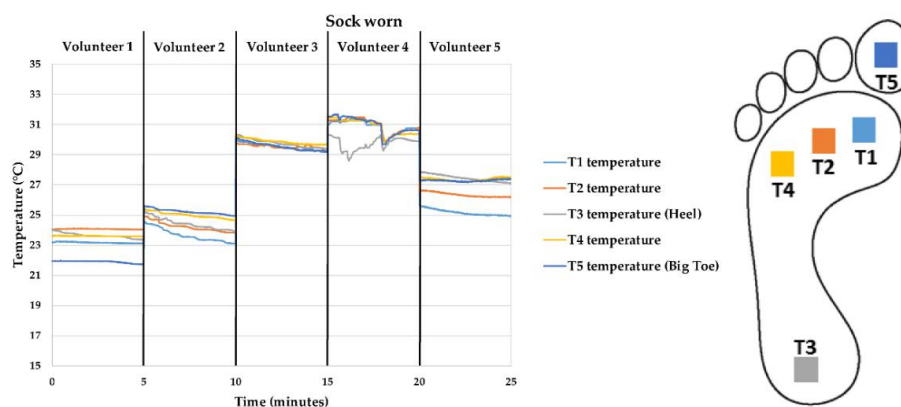 Sock worn
Volunteer 1 Volunteer 2 Volunteer 3 Volunteer 4 Volunteer 5
35
33
31
29
27
25
23
21
19
17
15
Temperature (°C)
0 5 10 15 20 25
Time (minutes)
T1 temperature
T2 temperature
T3 temperature (Heel)
T4 temperature
T5 temperature (Big Toe)
T5
T1
T2
T4
T3